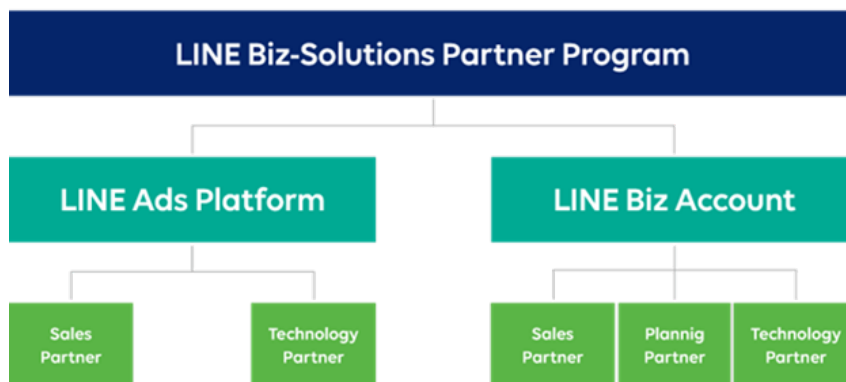 LINE Biz-Solutions Partner Program
LINE Ads Platform
LINE Biz Account
Sales
Partner
Technology
Partner
Sales
Partner
Plannig
Partner
Technology
Partner